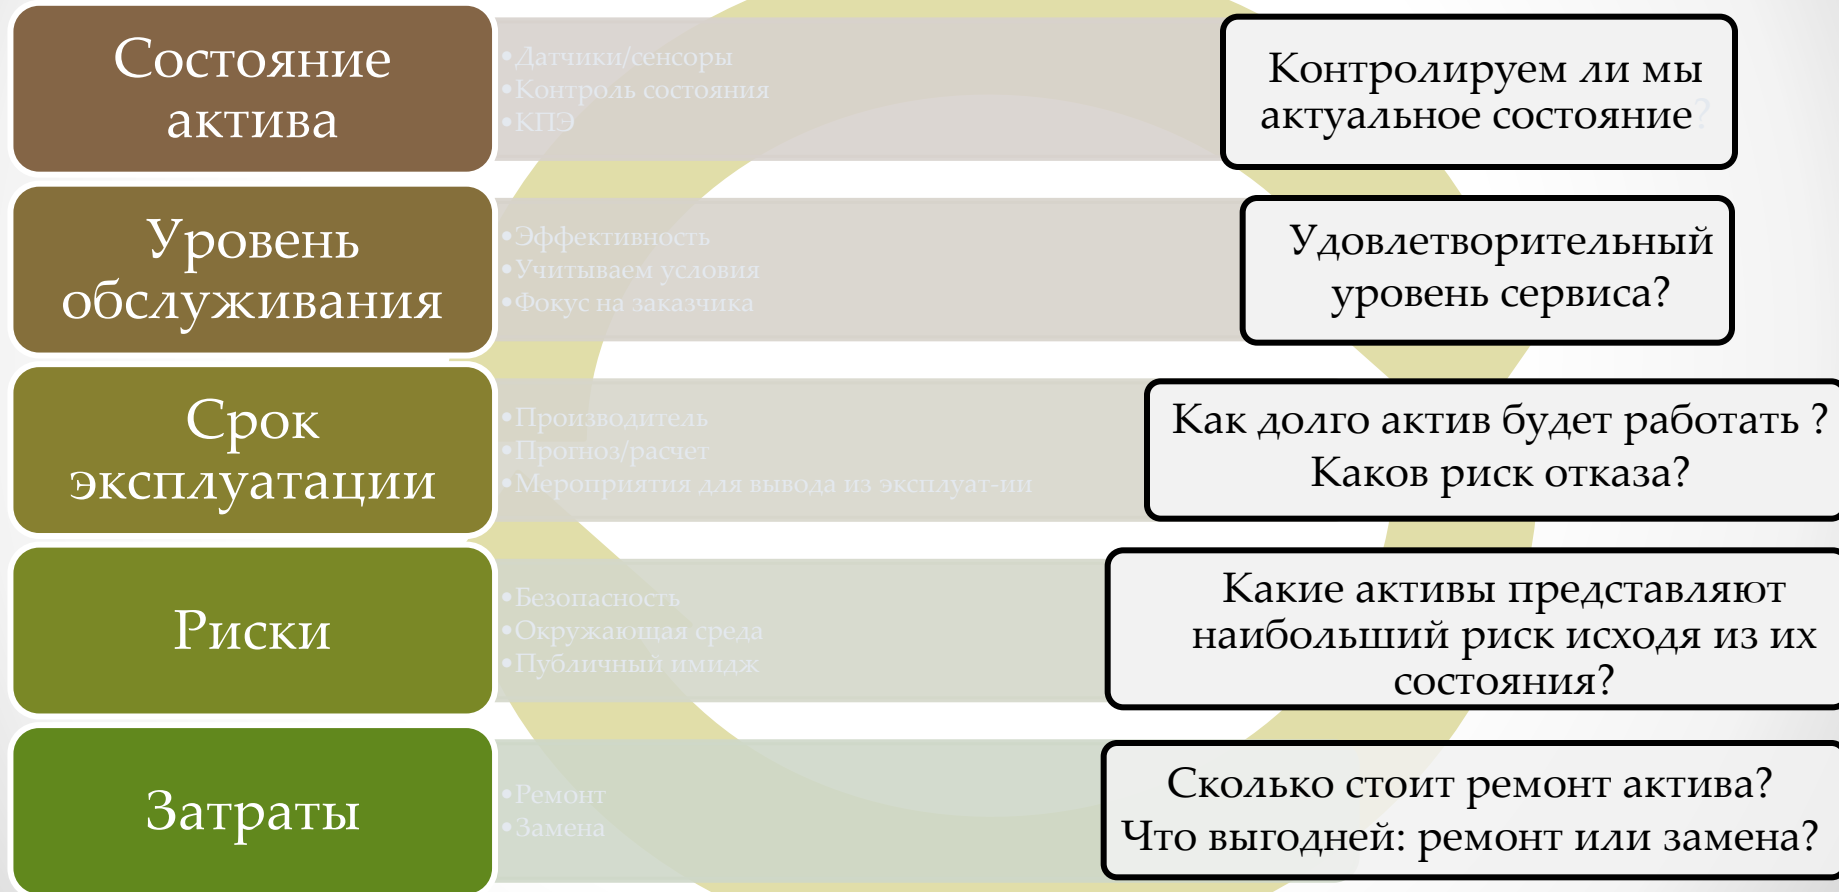 Состояние
актива
•Датчики/сенсоры
•Контроль состояния
•КПЭ
Контролируем ли мы
актуальное состояние?
Уровень
обслуживания
•Эффективность
•Учитываем условия
•Фокус на заказчика
Удовлетворительный
уровень сервиса?
Срок
эксплуатации
•Производитель
•Прогноз/расчет
•Мероприятия для вывода из эксплуат-ии
Как долго актив будет работать ?
Каков риск отказа?
Риски
•Безопасность
•Окружающая среда
•Публичный имидж
Какие активы представляют
наибольший риск исходя из их
состояния?
Затраты
•Ремонт
•Замена
Сколько стоит ремонт актива?
Что выгодней: ремонт или замена?